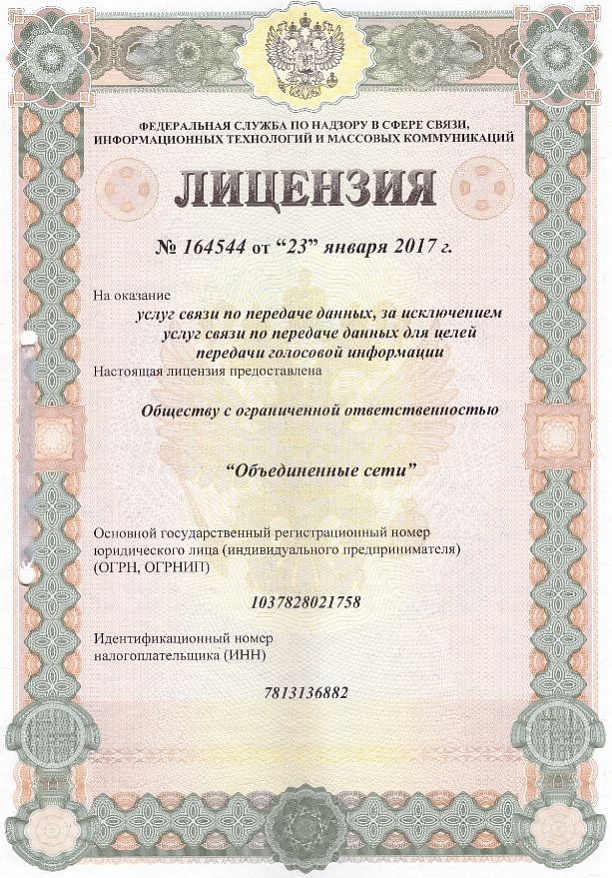 ФЕДЕРАЛЬНАЯ СЛУЖБА ПО НАДЗОРУ В СФЕРЕ СВЯЗИ,
ИНФОРМАЦИОННЫХ ТЕХНОЛОГИЙ И МАССОВЫХ КОММУНИКАЦИЙ
ЛИЦЕНЗИЯ
№ 164544 от “23” января 2017 г.
На оказание
услуг связи по передаче данных, за исключением
услуг связи по передаче данных для целей
передачи голосовой информации
Настоящая лицензия предоставлена
Обществу с ограниченной ответственностью
“Объединенные сети”
Основной государственный регистрационный номер
юридического лица (индивидуального предпринимателя)
(ОГРН, ОГРНИП)
1037828021758
Идентификационный номер
налогоплательщика (ИНН)
7813136882